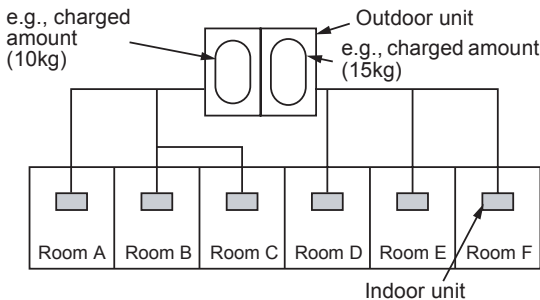 e.g., charged
amount
(10kg)
Outdoor unit
e.g., charged amount
(15kg)
Room A
Room B
Room C
Room D
Room E
Room F
Indoor unit